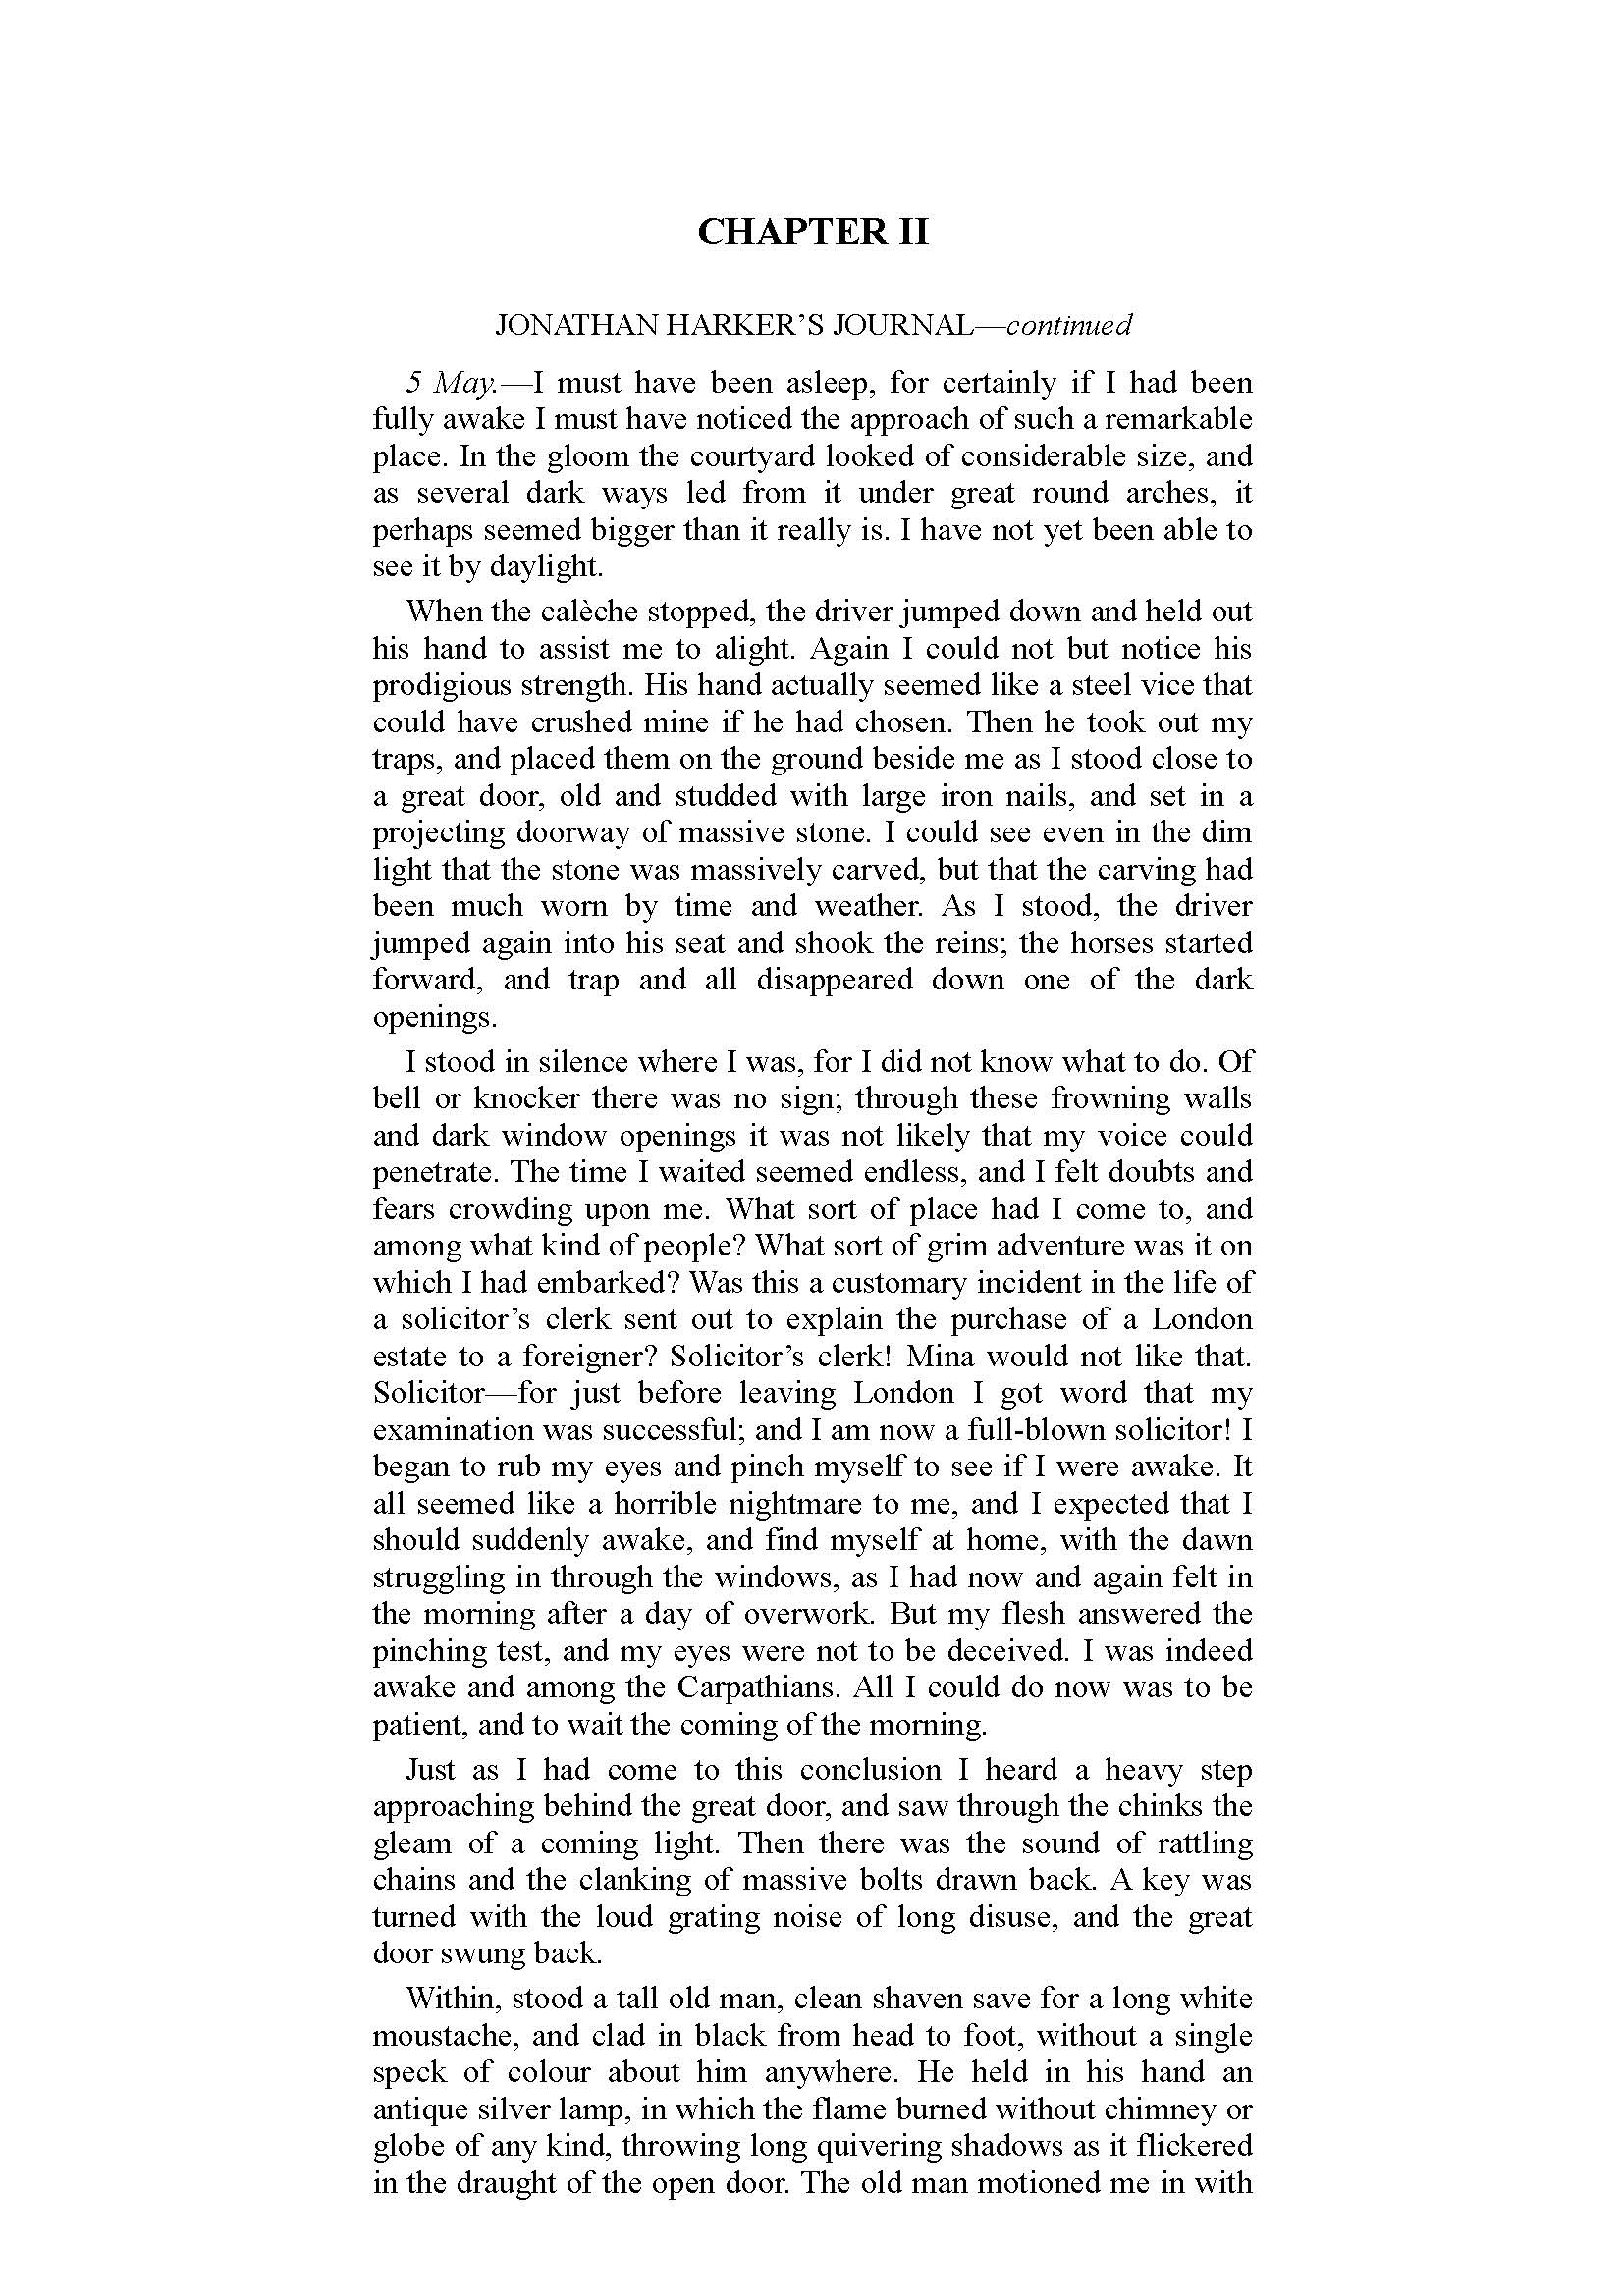 CHAPTER II
JONATHAN HARKER’S JOURNAL—continued
5 May.—I must have been asleep, for certainly if I had been
fully awake I must have noticed the approach of such a remarkable
place. In the gloom the courtyard looked of considerable size, and
as several dark ways led from it under great round arches, it
perhaps seemed bigger than it really is. I have not yet been able to
see it by daylight.
When the calèche stopped, the driver jumped down and held out
his hand to assist me to alight. Again I could not but notice his
prodigious strength. His hand actually seemed like a steel vice that
could have crushed mine if he had chosen. Then he took out my
traps, and placed them on the ground beside me as I stood close to
a great door, old and studded with large iron nails, and set in a
projecting doorway of massive stone. I could see even in the dim
light that the stone was massively carved, but that the carving had
been much worn by time and weather. As I stood, the driver
jumped again into his seat and shook the reins; the horses started
forward, and trap and all disappeared down one of the dark
openings.
I stood in silence where I was, for I did not know what to do. Of
bell or knocker there was no sign; through these frowning walls
and dark window openings it was not likely that my voice could
penetrate. The time I waited seemed endless, and I felt doubts and
fears crowding upon me. What sort of place had I come to, and
among what kind of people? What sort of grim adventure was it on
which I had embarked? Was this a customary incident in the life of
a solicitor’s clerk sent out to explain the purchase of a London
estate to a foreigner? Solicitor’s clerk! Mina would not like that.
Solicitor—for just before leaving London I got word that my
examination was successful; and I am now a full-blown solicitor! I
began to rub my eyes and pinch myself to see if I were awake. It
all seemed like a horrible nightmare to me, and I expected that I
should suddenly awake, and find myself at home, with the dawn
struggling in through the windows, as I had now and again felt in
the morning after a day of overwork. But my flesh answered the
pinching test, and my eyes were not to be deceived. I was indeed
awake and among the Carpathians. All I could do now was to be
patient, and to wait the coming of the morning.
Just as I had come to this conclusion I heard a heavy step
approaching behind the great door, and saw through the chinks the
gleam of a coming light. Then there was the sound of rattling
chains and the clanking of massive bolts drawn back. A key was
turned with the loud grating noise of long disuse, and the great
door swung back.
Within, stood a tall old man, clean shaven save for a long white
moustache, and clad in black from head to foot, without a single
speck of colour about him anywhere. He held in his hand an
antique silver lamp, in which the flame burned without chimney or
globe of any kind, throwing long quivering shadows as it flickered
in the draught of the open door. The old man motioned me in with